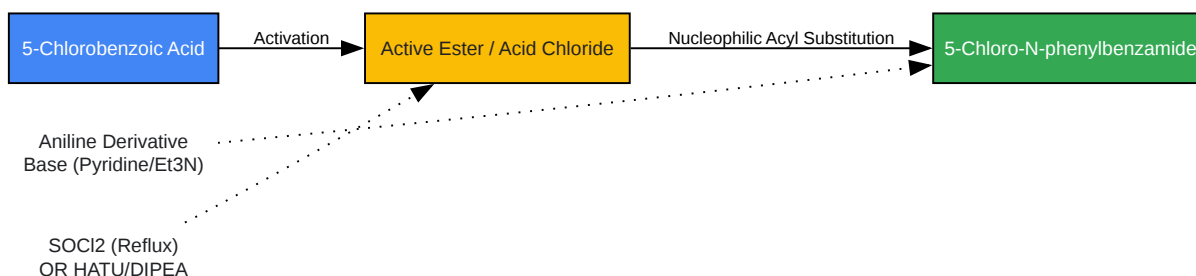 5-Chlorobenzoic Acid
Activation
Active Ester / Acid Chloride
Nucleophilic Acyl Substitution
5-Chloro-N-phenylbenzamide
Aniline Derivative
Base (Pyridine/Et3N)
SOCl2 (Reflux)
OR HATU/DIPEA